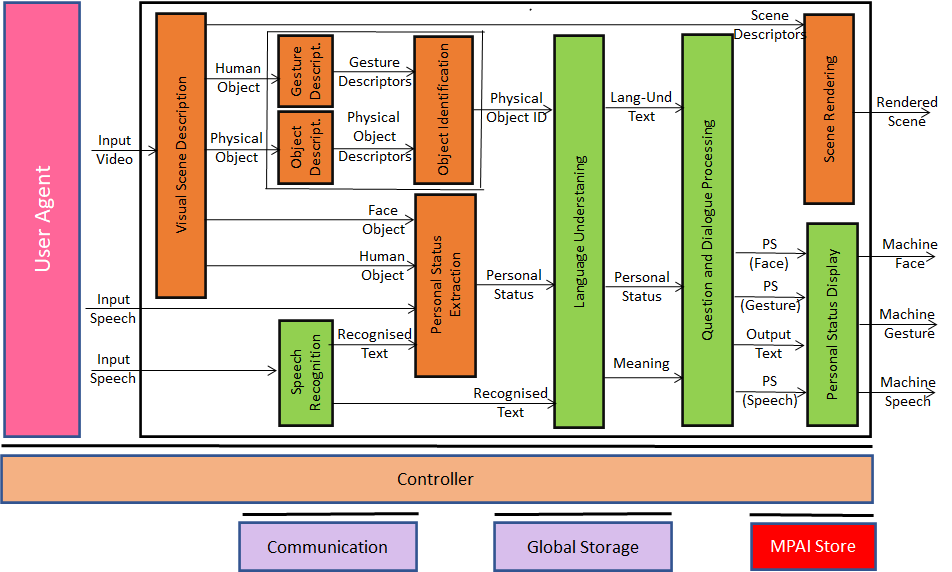 User Agent
Input
Video
Input
Speech
Input
Speech
Visual Scene Description
Human
Object
Physical
Object
Gesture
Descript.
Object
Descript.
Gesture
Descriptors
Physical
Object
Descriptors
Object Identification
Face
Object
Human
Object
Speech
Recognition
Recognised
Text
Personal Status
Extraction
Physical
Object ID
Personal
Status
Recognised
Text
Language Understaning
Lang-Und
Text
Personal
Status
Meaning
Question and Dialogue Processing
Scene
Descriptors
PS
(Face)
PS
(Gesture)
Output
Text
PS
(Speech)
Scene Rendering
Personal Status Display
Rendered
Scene
Machine
Face
Machine
Gesture
Machine
Speech
Controller
Communication
Global Storage
MPAI Store